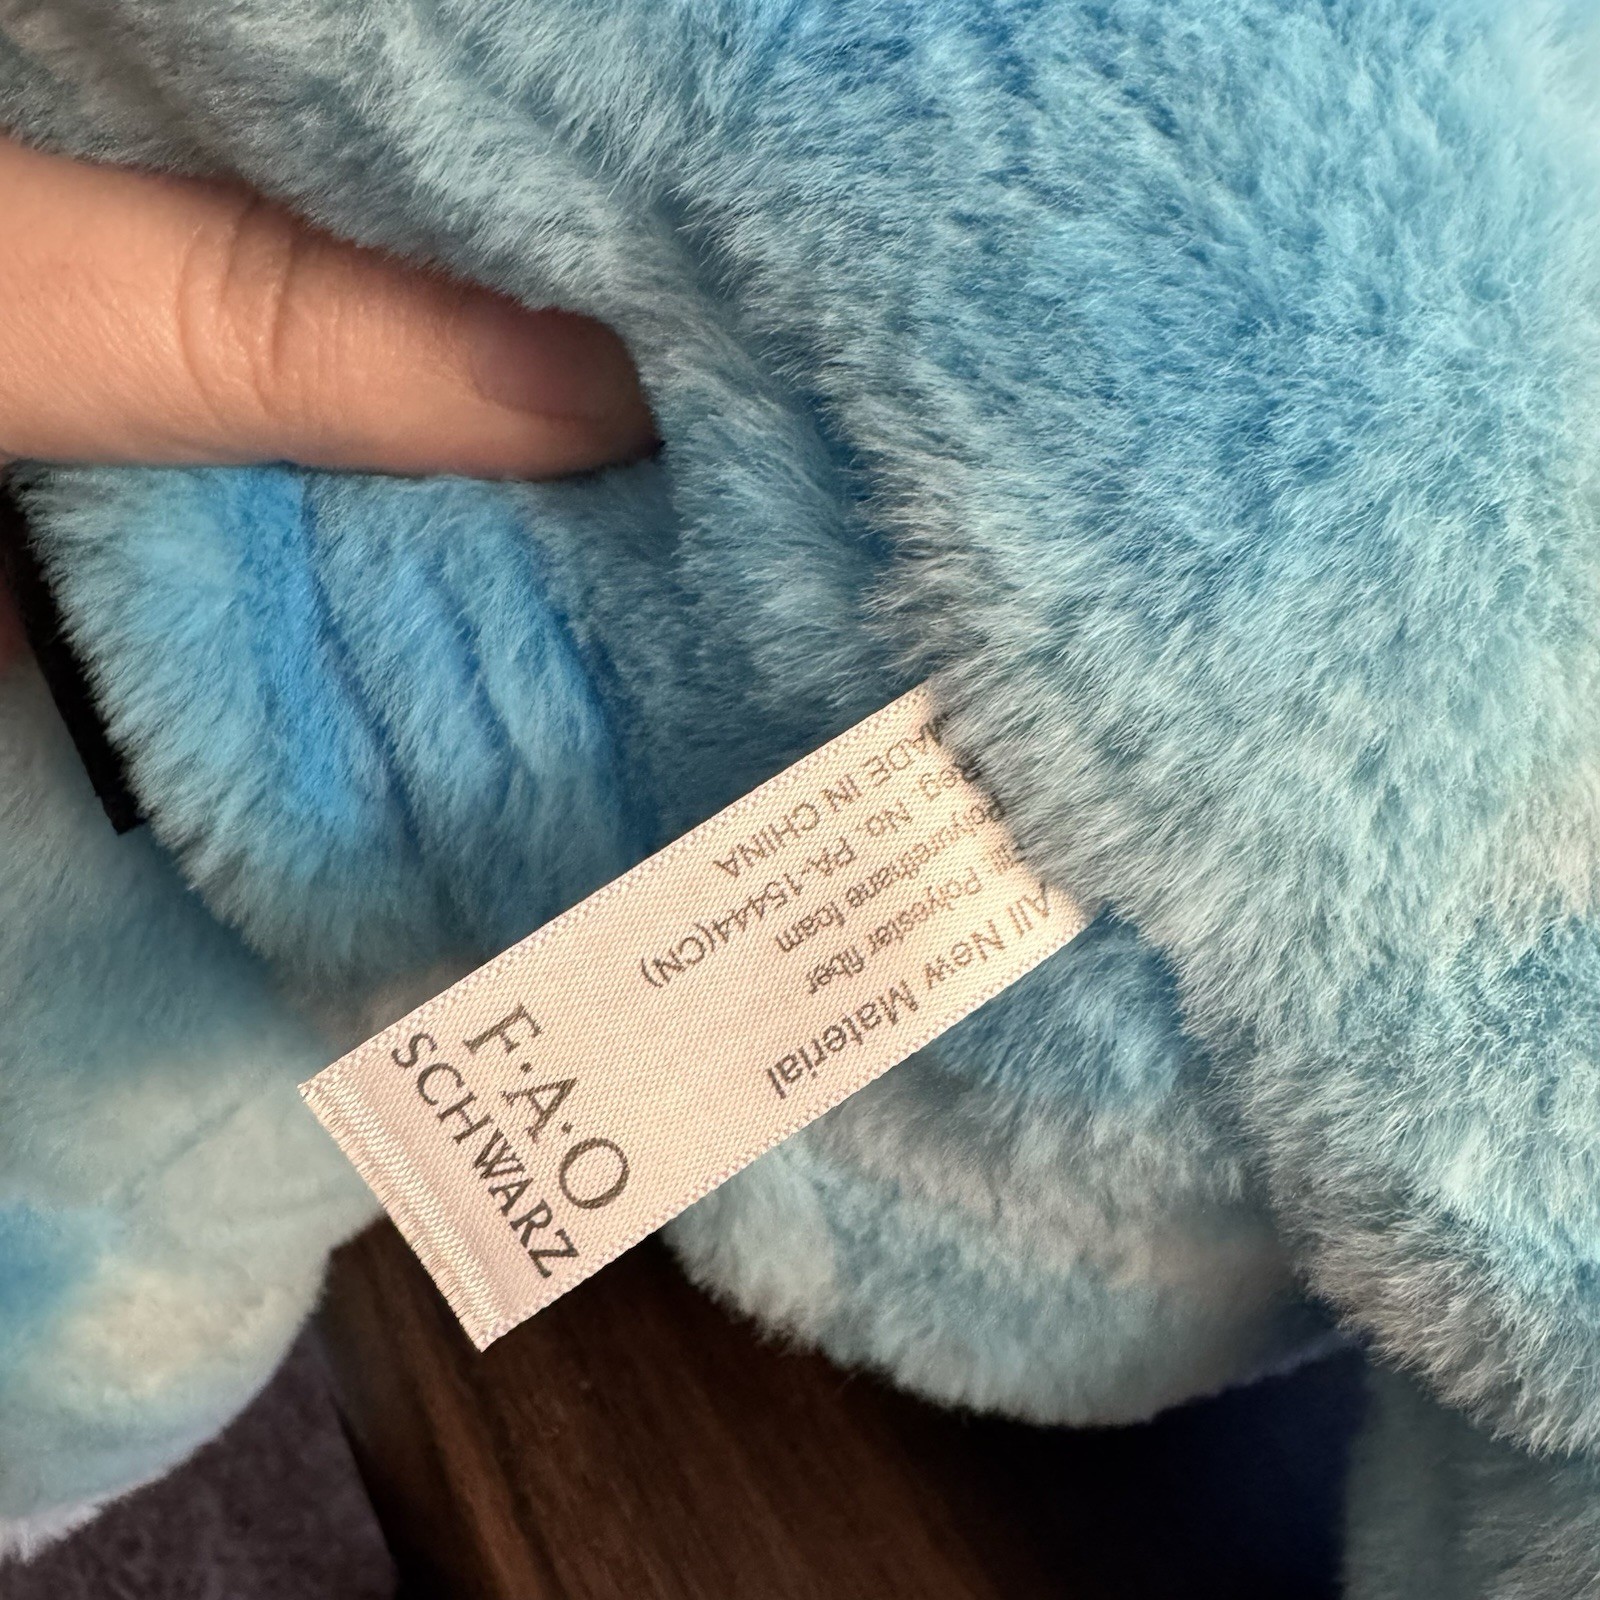 F·A·O
SCHWARZ
All New Material
Polyester fiber
Polyurethane foam
Reg. No. PA-15444(CN)
MADE IN CHINA